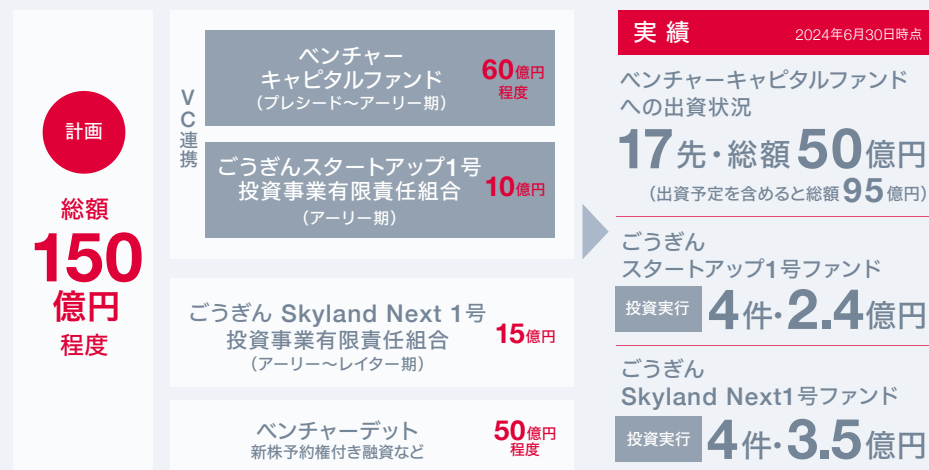 計画
総額
150
億円
程度
VC連携
ベンチャー
キャピタルファンド
(プレシード〜アーリー期)
60億円
程度
ごうぎんスタートアップ1号
投資事業有限責任組合
(アーリー期)
10億円
ごうぎん Skyland Next 1号
投資事業有限責任組合
(アーリー〜レイター期)
15億円
ベンチャーデット
新株予約権付き融資など
50億円
程度
実績 2024年6月30日時点
ベンチャーキャピタルファンド
への出資状況
17先・総額50億円
(出資予定を含めると総額95億円)
ごうぎん
スタートアップ1号ファンド
投資実行 4件・2.4億円
ごうぎん
Skyland Next1号ファンド
投資実行 4件・3.5億円